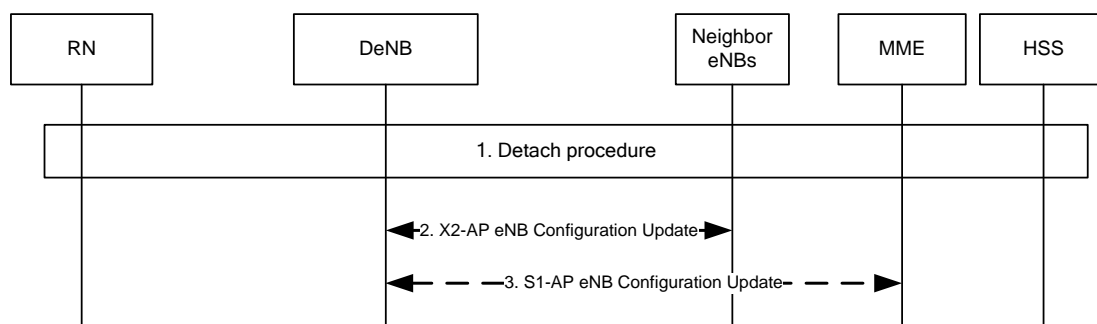 RN
DeNB
Neighbor
eNBs
MME
HSS
1. Detach procedure
2. X2-AP eNB Configuration Update
3. S1-AP eNB Configuration Update